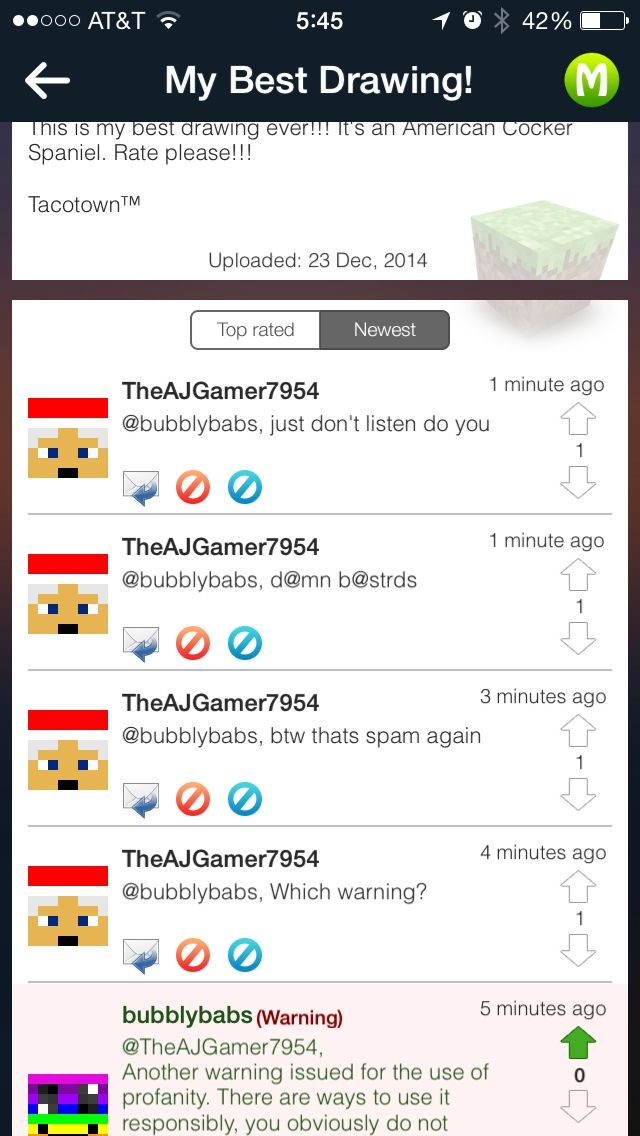 AT&T 5:45 42%
My Best Drawing! M
This is my best drawing ever!!! It's an American Cocker
Spaniel. Rate please!!!
Tacotown™
Uploaded: 23 Dec, 2014
Top rated Newest
TheAJGamer7954 1 minute ago
@bubblybabs, just don't listen do you
1
TheAJGamer7954 1 minute ago
@bubblybabs, d@mn b@strds
1
TheAJGamer7954 3 minutes ago
@bubblybabs, btw thats spam again
1
TheAJGamer7954 4 minutes ago
@bubblybabs, Which warning?
1
bubblybabs (Warning) 5 minutes ago
@TheAJGamer7954,
Another warning issued for the use of
0
profanity. There are ways to use it
responsibly, you obviously do not